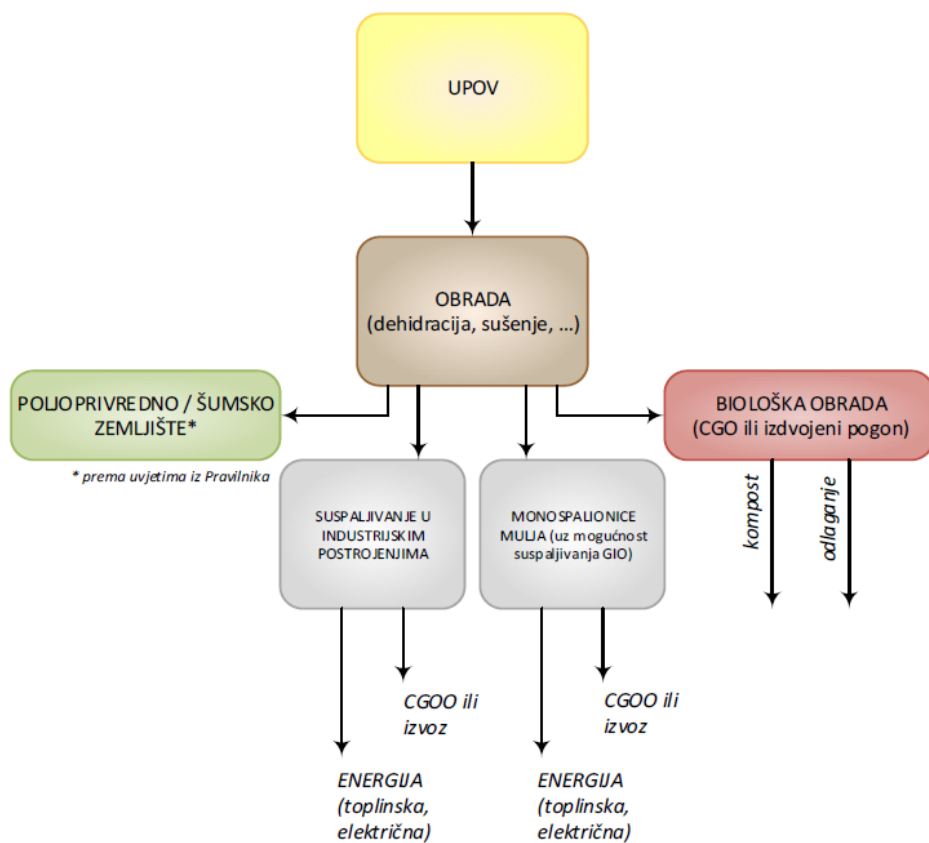 UPOV
OBRADA
(dehidracija, sušenje, ...)
POLJOPRIVREDNO / ŠUMSKO
ZEMLJIŠTE*
* prema uvjetima iz Pravilnika
BIOLOŠKA OBRADA
(CGO ili izdvojeni pogon)
SUSPALJIVANJE U
INDUSTRIJSKIM
POSTROJENJIMA
MONOSPALIONICE
MULJA (uz mogućnost
suspaljivanja GIO)
kompost
odlaganje
CGOO ili
izvoz
ENERGIJA
(toplinska,
električna)
CGOO ili
izvoz
ENERGIJA
(toplinska,
električna)